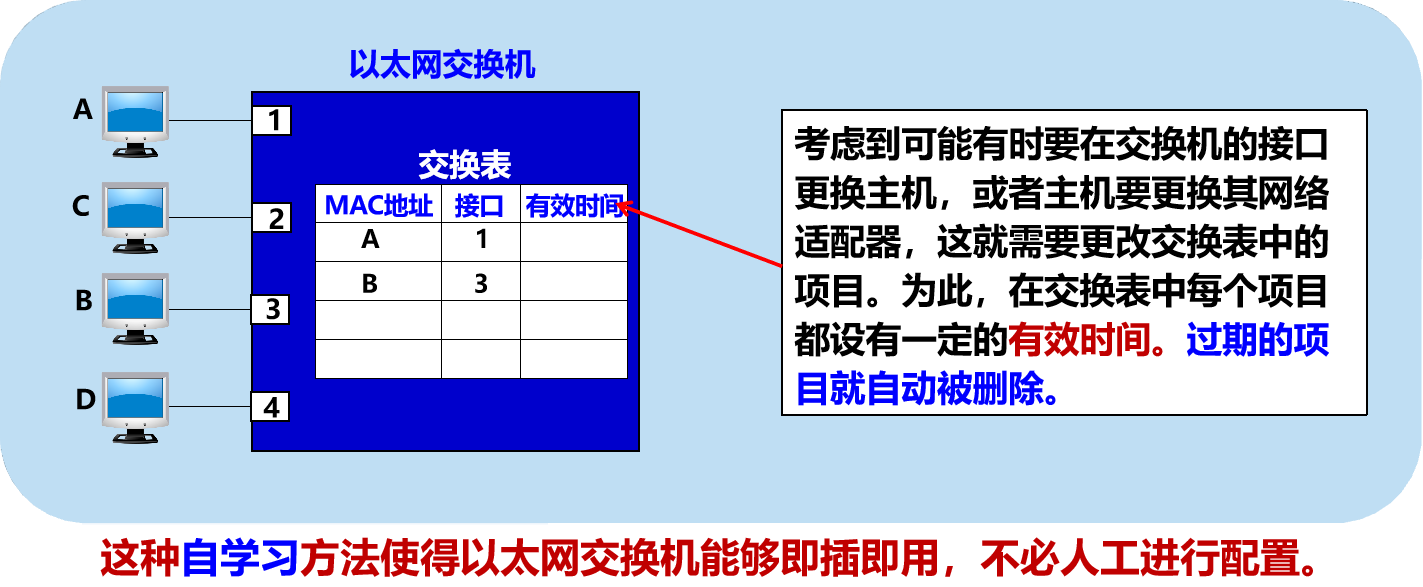 以太网交换机
A
1
交换表
C
2
MAC地址 接口 有效时间
A 1
B 3
B
3
D
4
考虑到可能有时要在交换机的接口
更换主机，或者主机要更换其网络
适配器，这就需要更改交换表中的
项目。为此，在交换表中每个项目
都设有一定的有效时间。过期的项
目就自动被删除。
这种自学习方法使得以太网交换机能够即插即用，不必人工进行配置。